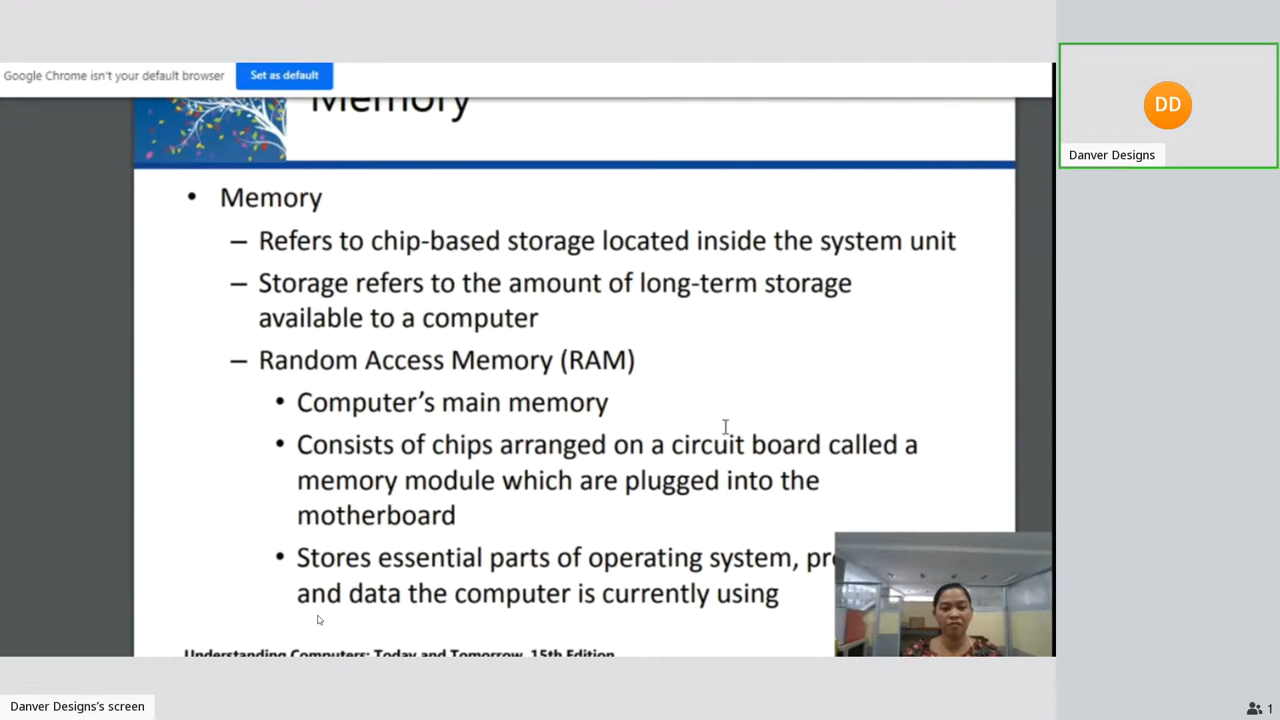 Google Chrome isn't your default browser
Set as default
Memory
• Memory
– Refers to chip-based storage located inside the system unit
– Storage refers to the amount of long-term storage
available to a computer
– Random Access Memory (RAM)
• Computer's main memory
• Consists of chips arranged on a circuit board called a
memory module which are plugged into the
motherboard
• Stores essential parts of operating system,
and data the computer is currently using
Understanding Computers: Today and Tomorrow, 15th Edition
DD
Danver Designs
Danver Designs's screen
1